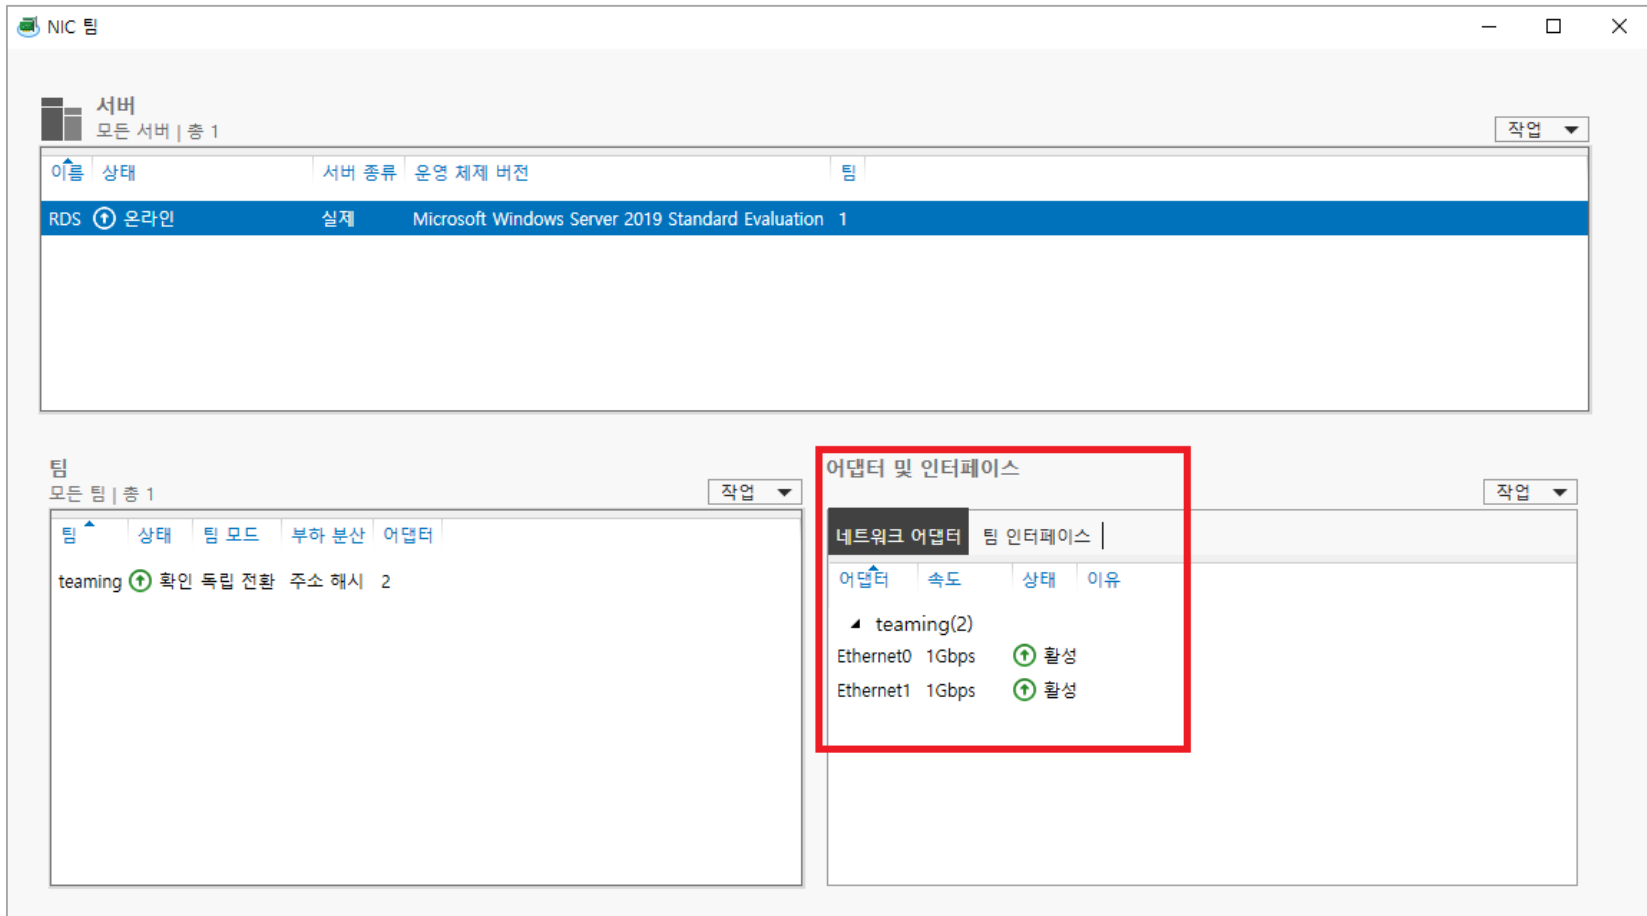 NIC 팀
서버
모든 서버 | 총 1
작업
이름 상태 서버 종류 운영 체제 버전 팀
RDS 온라인 실제 Microsoft Windows Server 2019 Standard Evaluation 1
팀
모든 팀 | 총 1
작업
팀 상태 팀 모드 부하 분산 어댑터
teaming 확인 독립 전환 주소 해시 2
어댑터 및 인터페이스
작업
네트워크 어댑터 팀 인터페이스
어댑터 속도 상태 이유
teaming(2)
Ethernet0 1Gbps 활성
Ethernet1 1Gbps 활성